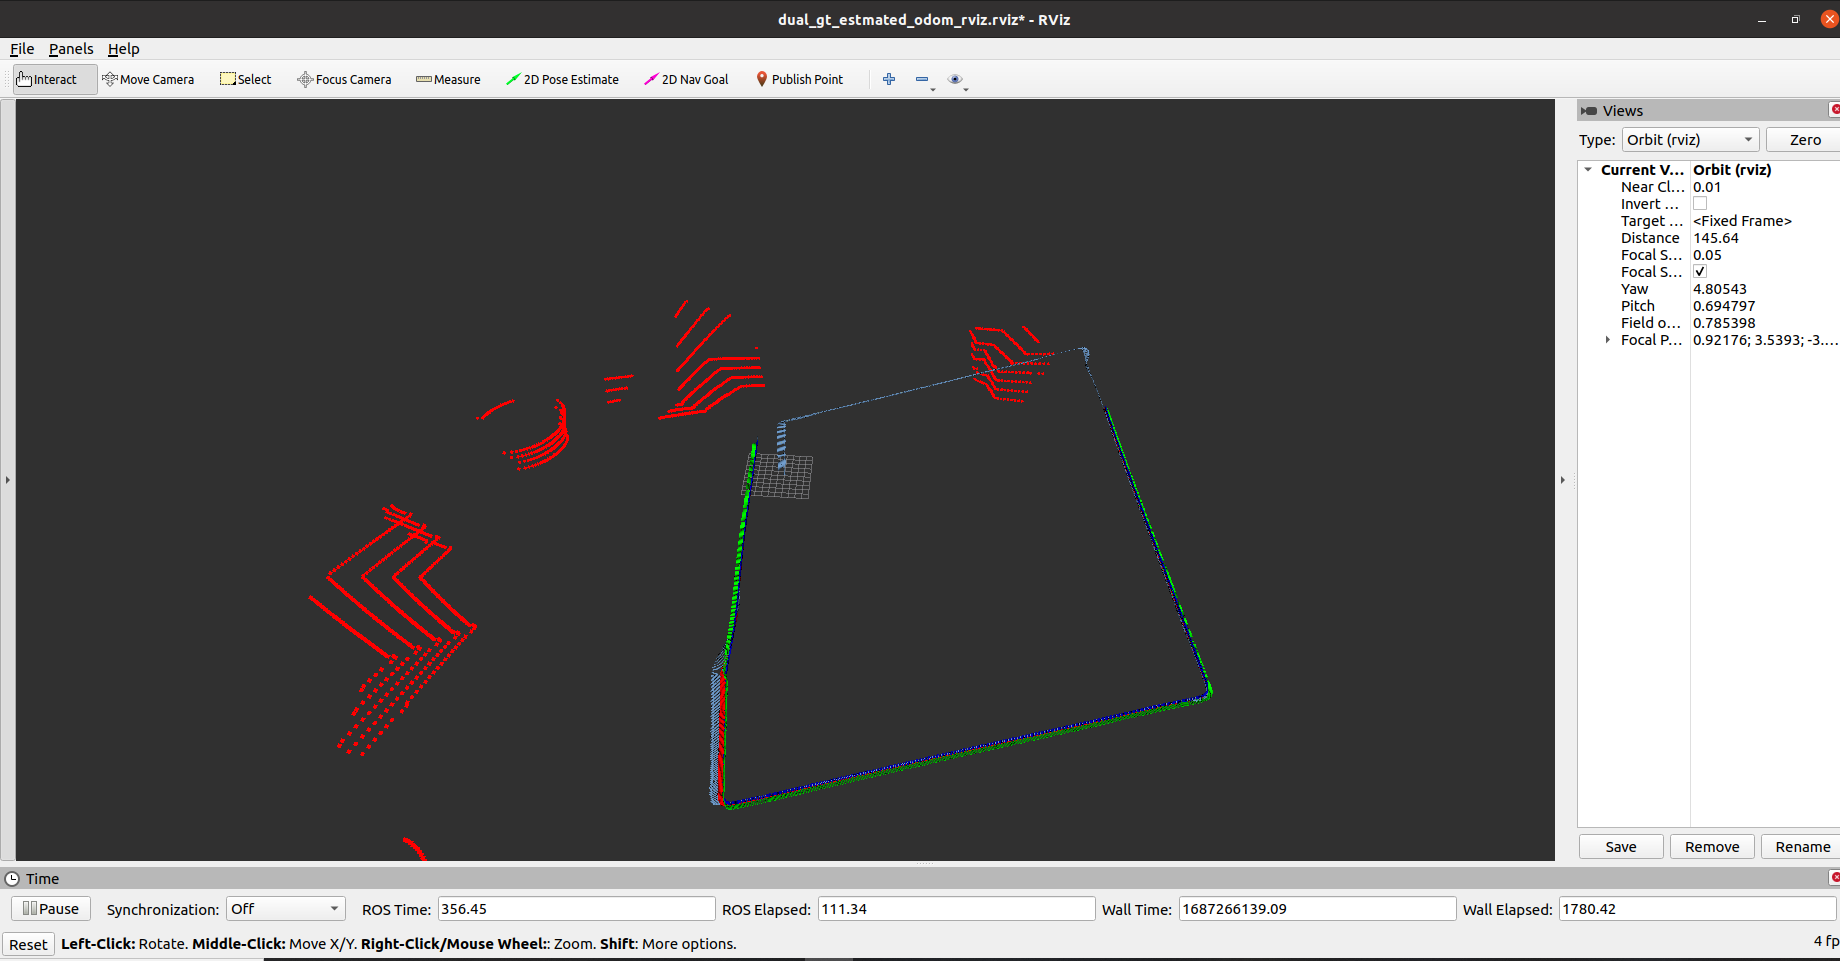 dual_gt_estmated_odom_rviz.rviz* - RViz
File Panels Help
Interact Move Camera Select Focus Camera Measure 2D Pose Estimate 2D Nav Goal Publish Point
Views
Type: Orbit (rviz) Zero
Current V... Orbit (rviz)
Near Cl... 0.01
Invert ...
Target ... <Fixed Frame>
Distance 145.64
Focal S... 0.05
Focal S...
Yaw 4.80543
Pitch 0.694797
Field o... 0.785398
Focal P... 0.92176; 3.5393; -3....
Save Remove Rename
Time
Pause Synchronization: Off ROS Time: 356.45 ROS Elapsed: 111.34 Wall Time: 1687266139.09 Wall Elapsed: 1780.42
Reset Left-Click: Rotate. Middle-Click: Move X/Y. Right-Click/Mouse Wheel:: Zoom. Shift: More options. 4 fp